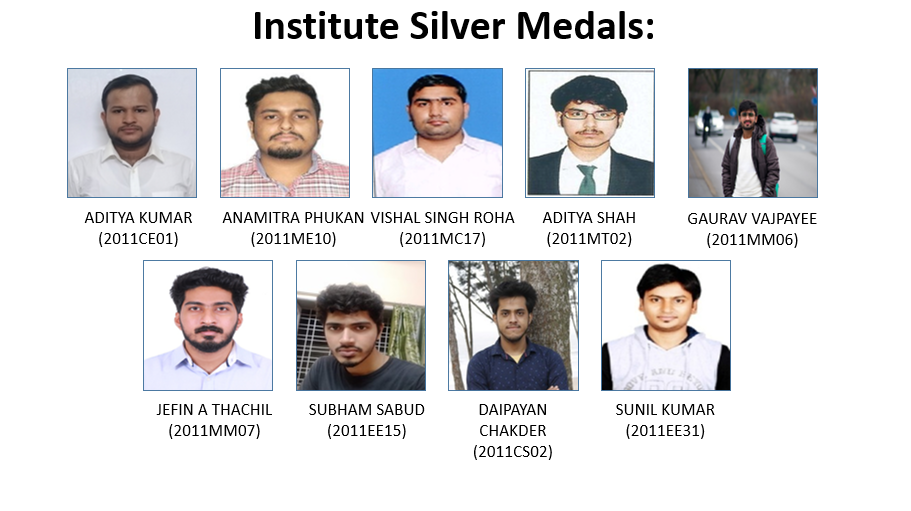 Institute Silver Medals:
ADITYA KUMAR
(2011CE01)
ANAMITRA PHUKAN
(2011ME10)
VISHAL SINGH ROHA
(2011MC17)
ADITYA SHAH
(2011MT02)
GAURAV VAJPAYEE
(2011MM06)
JEFIN A THACHIL
(2011MM07)
SUBHAM SABUD
(2011EE15)
DAIPAYAN
CHAKDER
(2011CS02)
SUNIL KUMAR
(2011EE31)